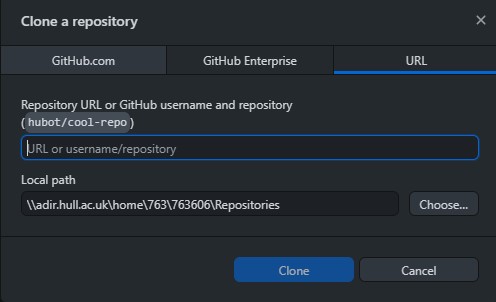 Clone a repository
GitHub.com
GitHub Enterprise
URL
Repository URL or GitHub username and repository
(hubot/cool-repo)
URL or username/repository
Local path
\\adir.hull.ac.uk\home\763\763606\Repositories
Choose...
Clone
Cancel